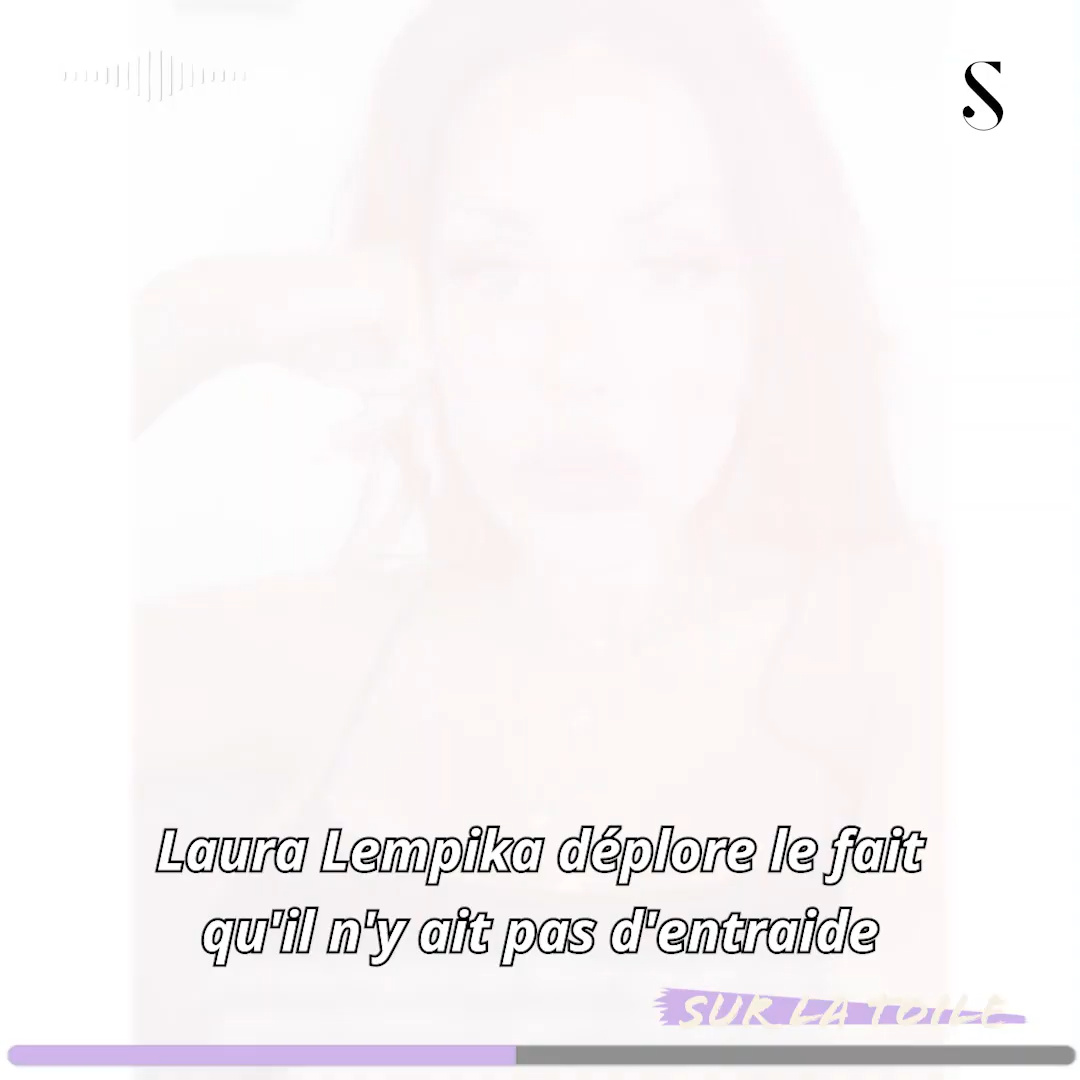 S
Laura Lempika déplore le fait
qu'il n'y ait pas d'entraide
SUR LA TOILE